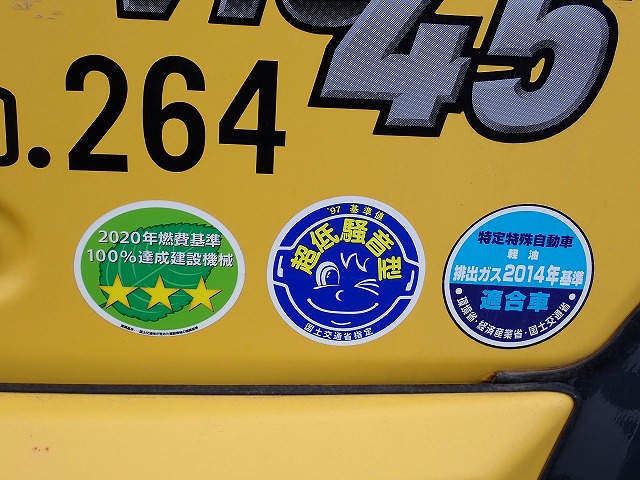 45
.264
2020年燃費基準
100%達成建設機械
'97 基準値
超低騒音型
国土交通省指定
特定特殊自動車
軽油
排出ガス2014年基準
適合車
・環境省・経済産業省・国土交通省・